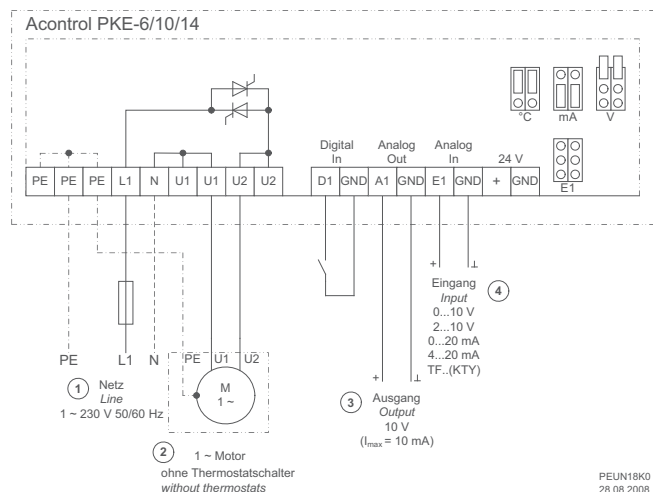 Acontrol PKE-6/10/14
°C mA V
Digital In Analog Out Analog In 24 V
E1
PE PE PE L1 N U1 U1 U2 U2 D1 GND A1 GND E1 GND + GND
+ ⊥
Eingang
Input
0...10 V
2...10 V
0...20 mA
4...20 mA
TF..(KTY)
4
PE L1 N PE U1 U2
1 Netz
Line
1 ~ 230 V 50/60 Hz
M
1 ~
+ ⊥
3 Ausgang
Output
10 V
(Imax = 10 mA)
2 1 ~ Motor
ohne Thermostatschalter
without thermostats
PEUN18K0
28.08.2008